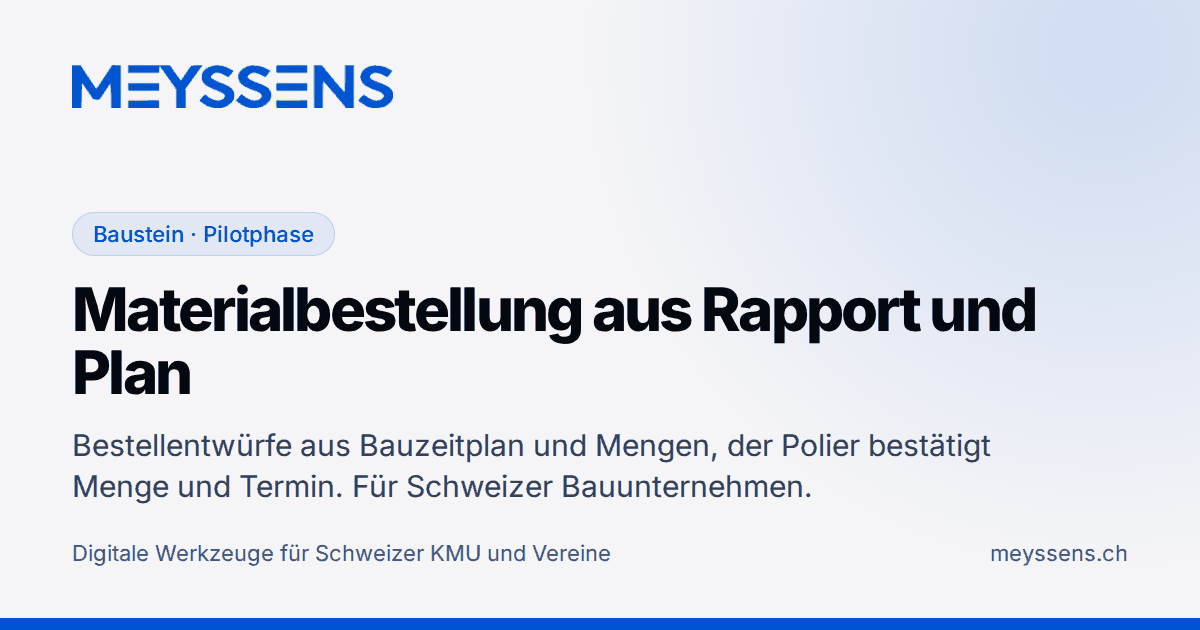 MEYSSENS
Baustein · Pilotphase
Materialbestellung aus Rapport und
Plan
Bestellentwürfe aus Bauzeitplan und Mengen, der Polier bestätigt
Menge und Termin. Für Schweizer Bauunternehmen.
Digitale Werkzeuge für Schweizer KMU und Vereine
meyssens.ch